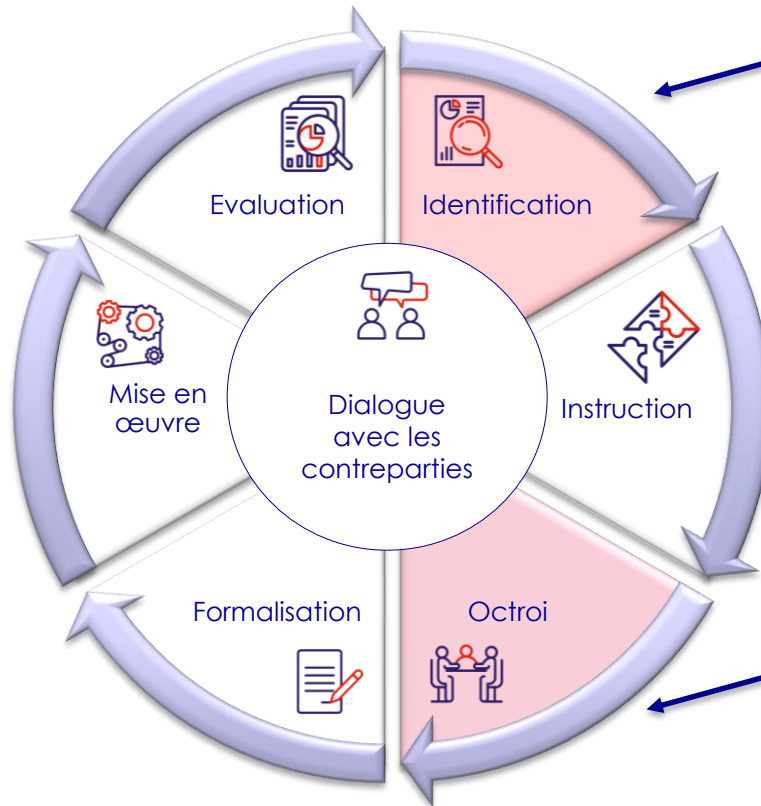 Evaluation
Identification
Mise en
œuvre
Dialogue
avec les
contreparties
Instruction
Formalisation
Octroi